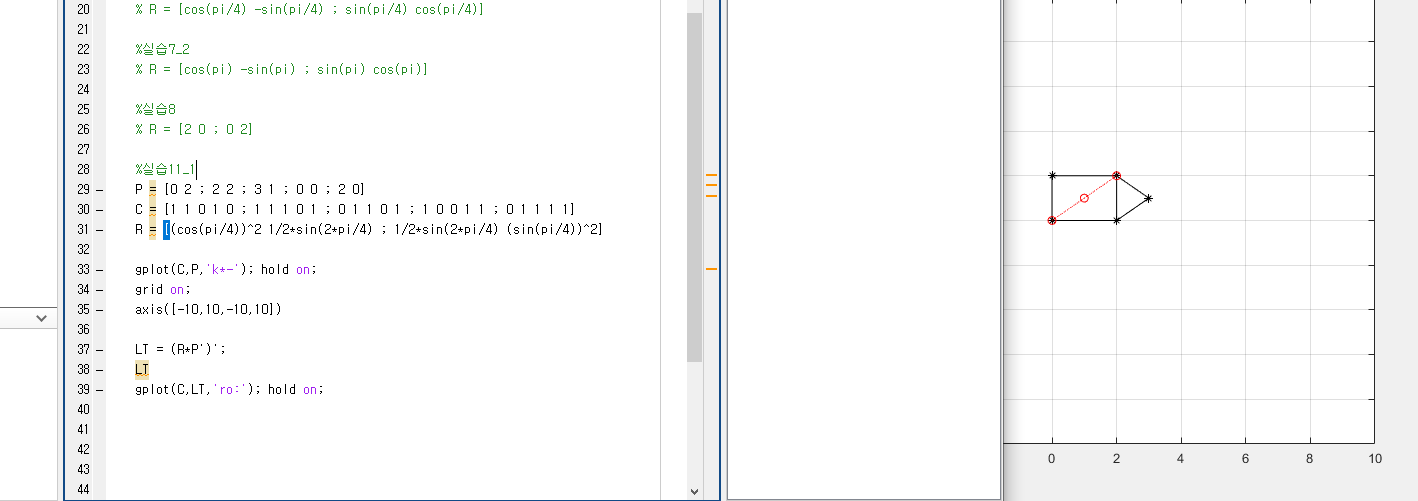 20 % R = [cos(pi/4) -sin(pi/4) ; sin(pi/4) cos(pi/4)]
21
22 %실습7_2
23 % R = [cos(pi) -sin(pi) ; sin(pi) cos(pi)]
24
25 %실습8
26 % R = [2 0 ; 0 2]
27
28 %실습11_1
29 – P = [0 2 ; 2 2 ; 3 1 ; 0 0 ; 2 0]
30 – C = [1 1 0 1 0 ; 1 1 1 0 1 ; 0 1 1 0 1 ; 1 0 0 1 1 ; 0 1 1 1 1]
31 – R = [(cos(pi/4))^2 1/2*sin(2*pi/4) ; 1/2*sin(2*pi/4) (sin(pi/4))^2]
32
33 – gplot(C,P,'k*-'); hold on;
34 – grid on;
35 – axis([-10,10,-10,10])
36
37 – LT = (R*P')';
38 – LT
39 – gplot(C,LT,'ro:'); hold on;
40
41
42
43
44
0 2 4 6 8 10